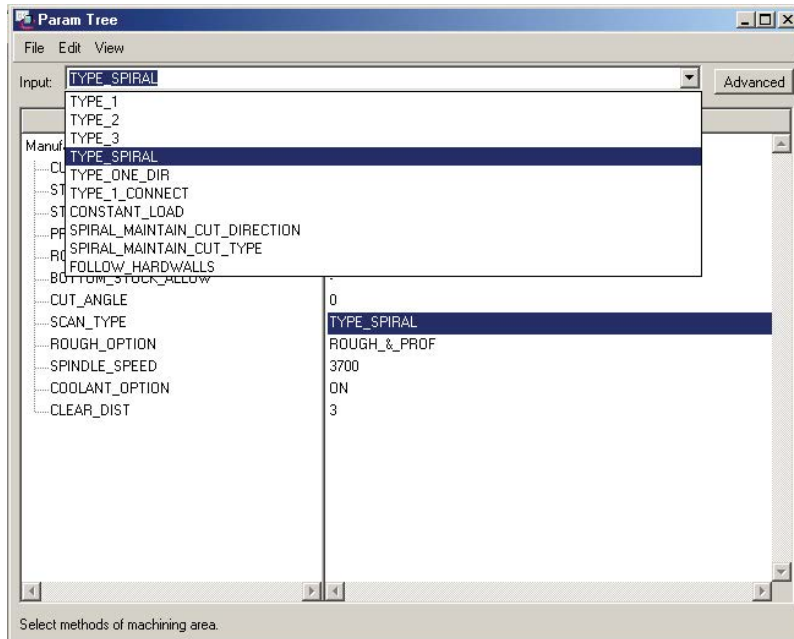 Param Tree
File Edit View
Input: TYPE_SPIRAL Advanced
TYPE_1
TYPE_2
TYPE_3
TYPE_SPIRAL
TYPE_ONE_DIR
TYPE_1_CONNECT
CONSTANT_LOAD
SPIRAL_MAINTAIN_CUT_DIRECTION
SPIRAL_MAINTAIN_CUT_TYPE
FOLLOW_HARDWALLS
BOTTOM_STOCK_ALLOW -
CUT_ANGLE 0
SCAN_TYPE TYPE_SPIRAL
ROUGH_OPTION ROUGH_&_PROF
SPINDLE_SPEED 3700
COOLANT_OPTION ON
CLEAR_DIST 3
Select methods of machining area.